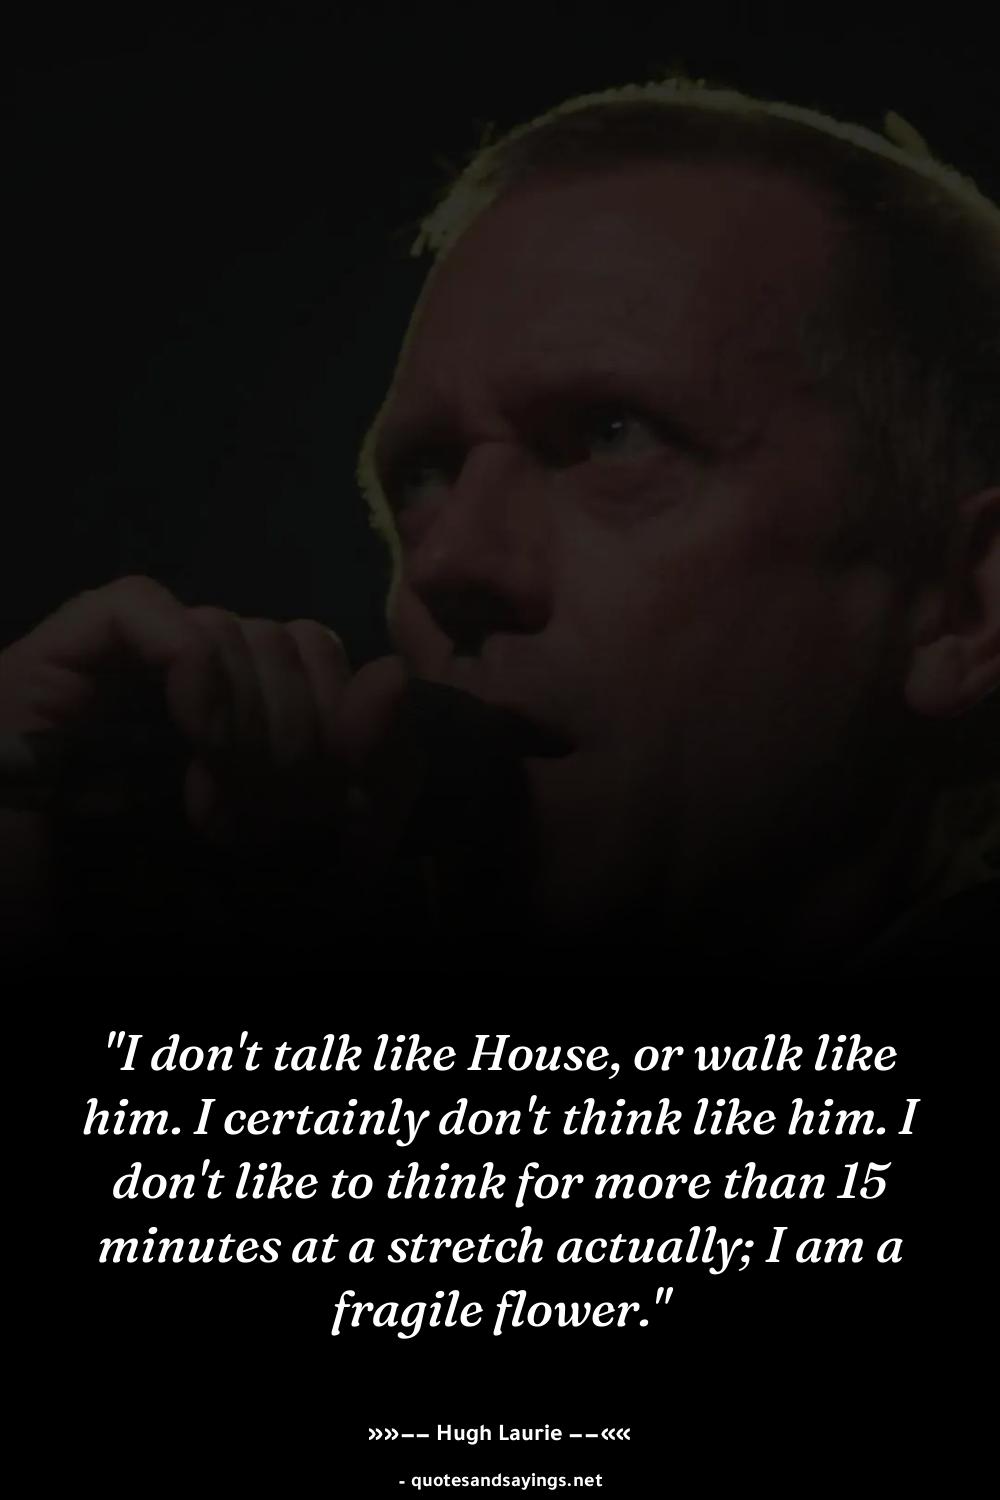 "I don't talk like House, or walk like
him. I certainly don't think like him. I
don't like to think for more than 15
minutes at a stretch actually; I am a
fragile flower."
»»−− Hugh Laurie −−««
- quotesandsayings.net